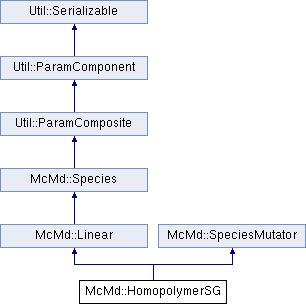 Util::Serializable
Util::ParamComponent
Util::ParamComposite
McMd::Species
McMd::Linear
McMd::SpeciesMutator
McMd::HomopolymerSG